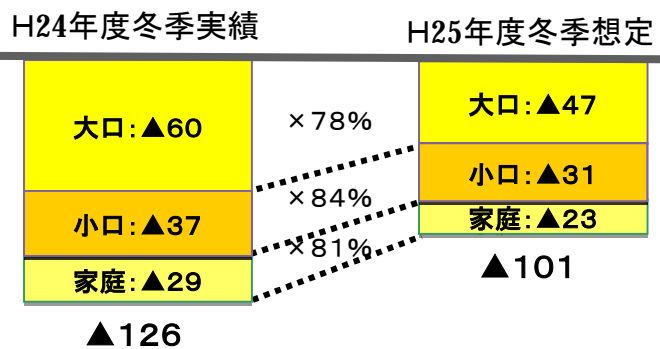 H24年度冬季実績
H25年度冬季想定
大口:▲60
×78%
大口:▲47
小口:▲37
×84%
小口:▲31
家庭:▲29
×81%
家庭:▲23
▲126
▲101